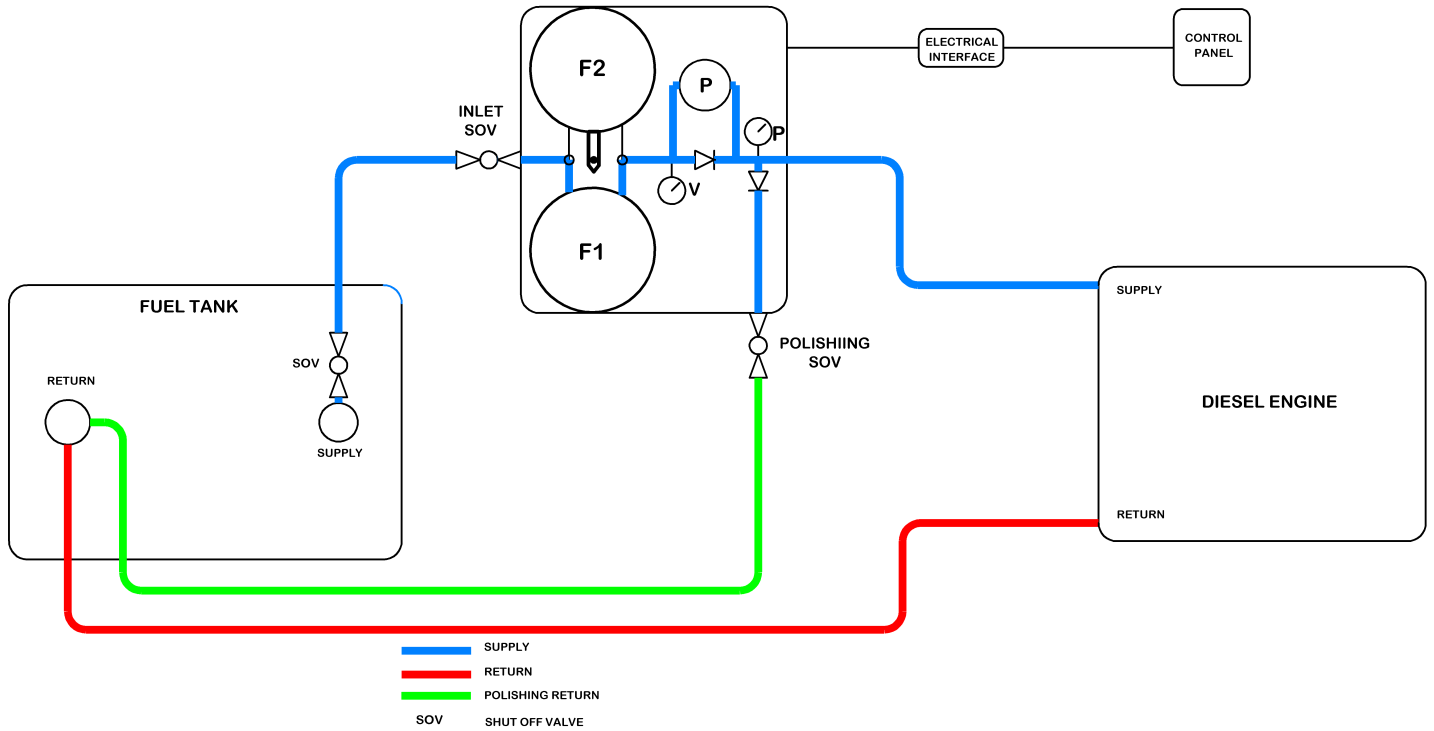 F2
P
ELECTRICAL
INTERFACE
CONTROL
PANEL
INLET
SOV
P
V
F1
FUEL TANK
SUPPLY
SOV
POLISHIING
SOV
RETURN
DIESEL ENGINE
SUPPLY
RETURN
SUPPLY
RETURN
POLISHING RETURN
SOV SHUT OFF VALVE